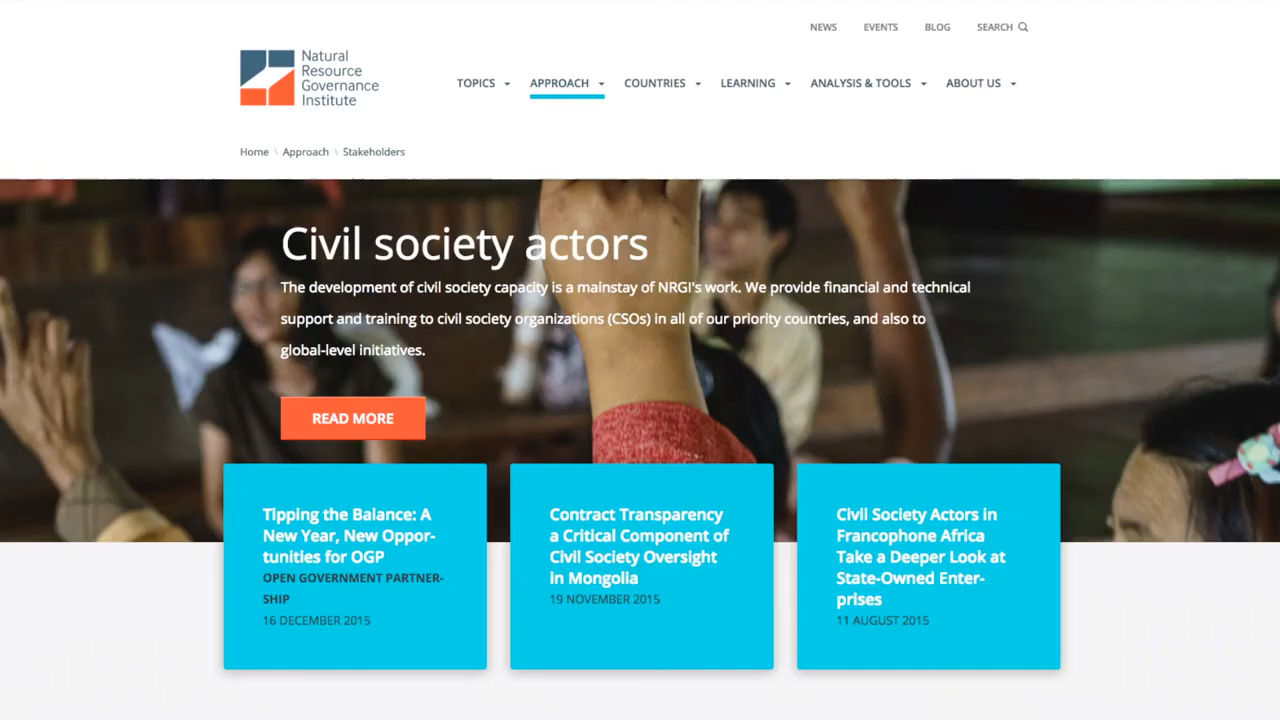 NEWS EVENTS BLOG SEARCH
Natural
Resource
Governance
Institute
TOPICS APPROACH COUNTRIES LEARNING ANALYSIS & TOOLS ABOUT US
Home \ Approach \ Stakeholders
Civil society actors
The development of civil society capacity is a mainstay of NRGI's work. We provide financial and technical
support and training to civil society organizations (CSOs) in all of our priority countries, and also to
global-level initiatives.
READ MORE
Tipping the Balance: A
New Year, New Oppor-
tunities for OGP
OPEN GOVERNMENT PARTNER-
SHIP
16 DECEMBER 2015
Contract Transparency
a Critical Component of
Civil Society Oversight
in Mongolia
19 NOVEMBER 2015
Civil Society Actors in
Francophone Africa
Take a Deeper Look at
State-Owned Enter-
prises
11 AUGUST 2015